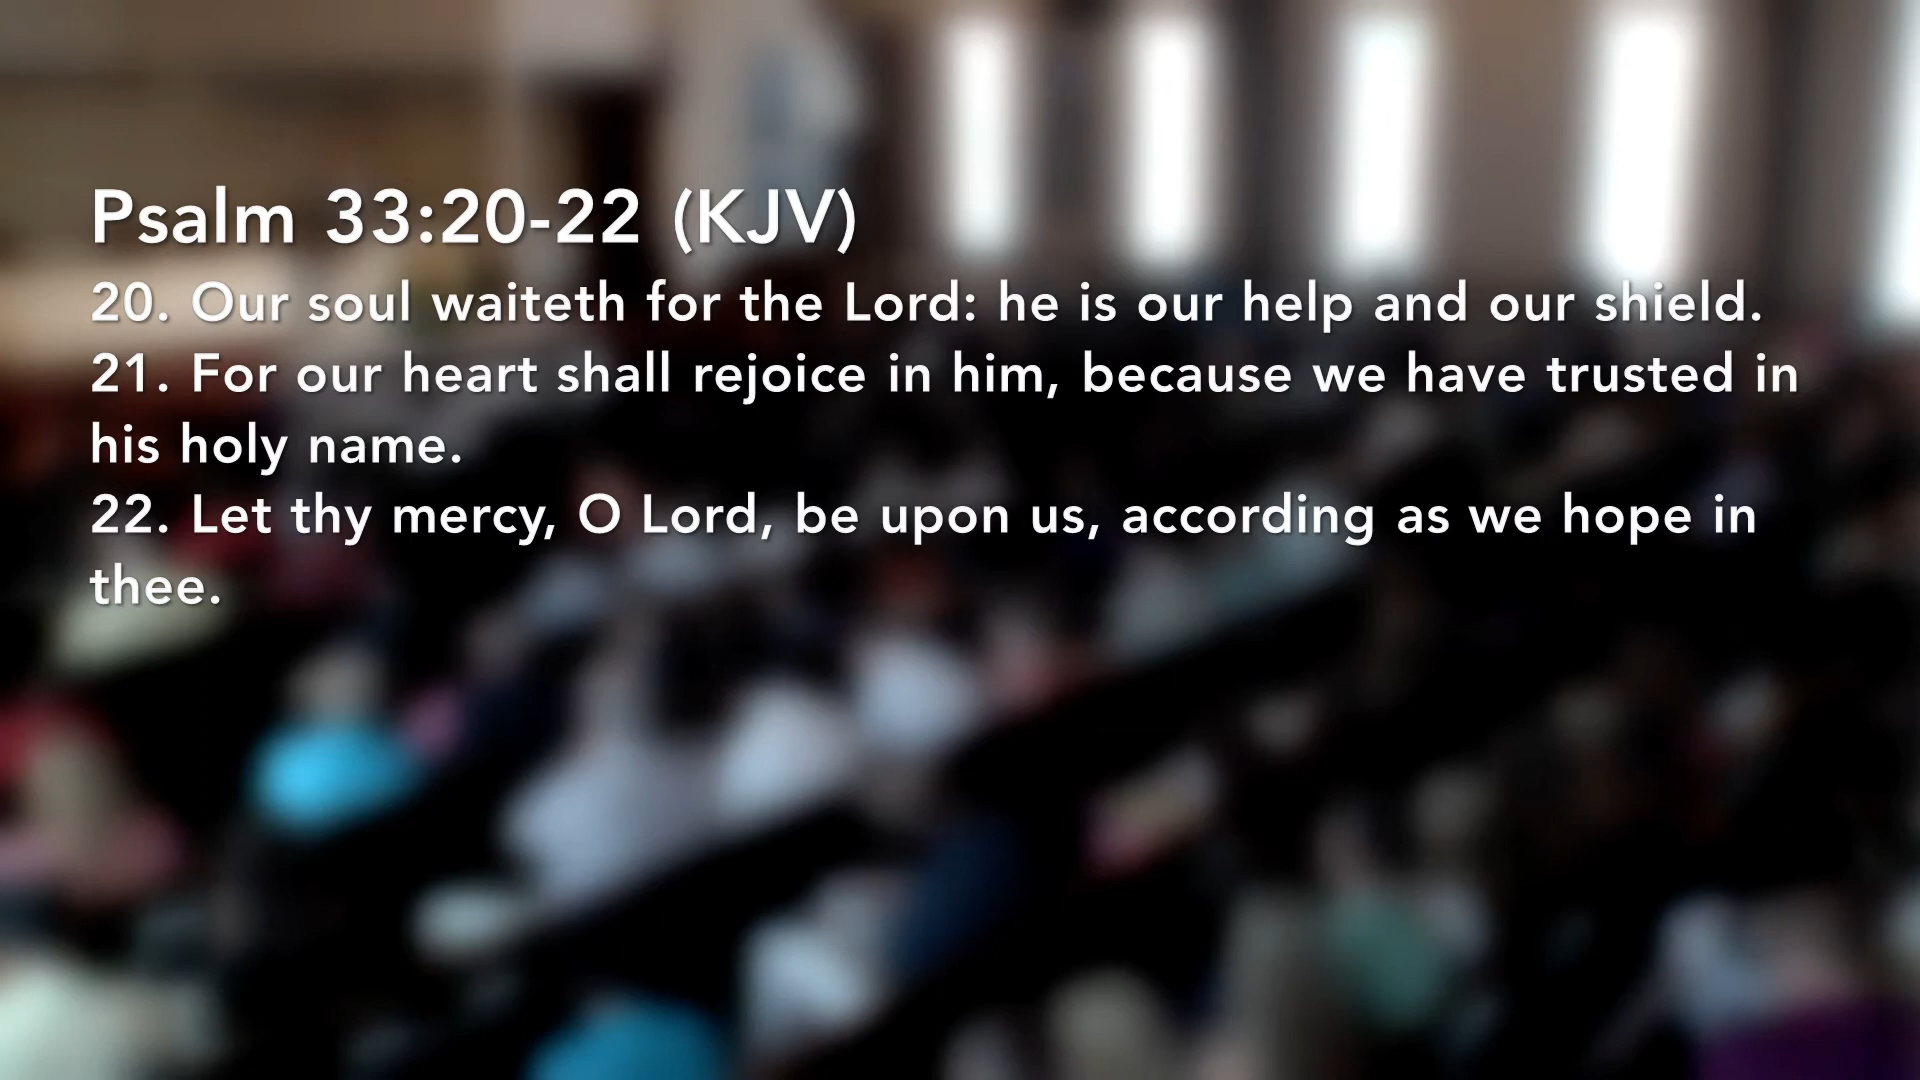 Psalm 33:20-22 (KJV)
20. Our soul waiteth for the Lord: he is our help and our shield.
21. For our heart shall rejoice in him, because we have trusted in
his holy name.
22. Let thy mercy, O Lord, be upon us, according as we hope in
thee.